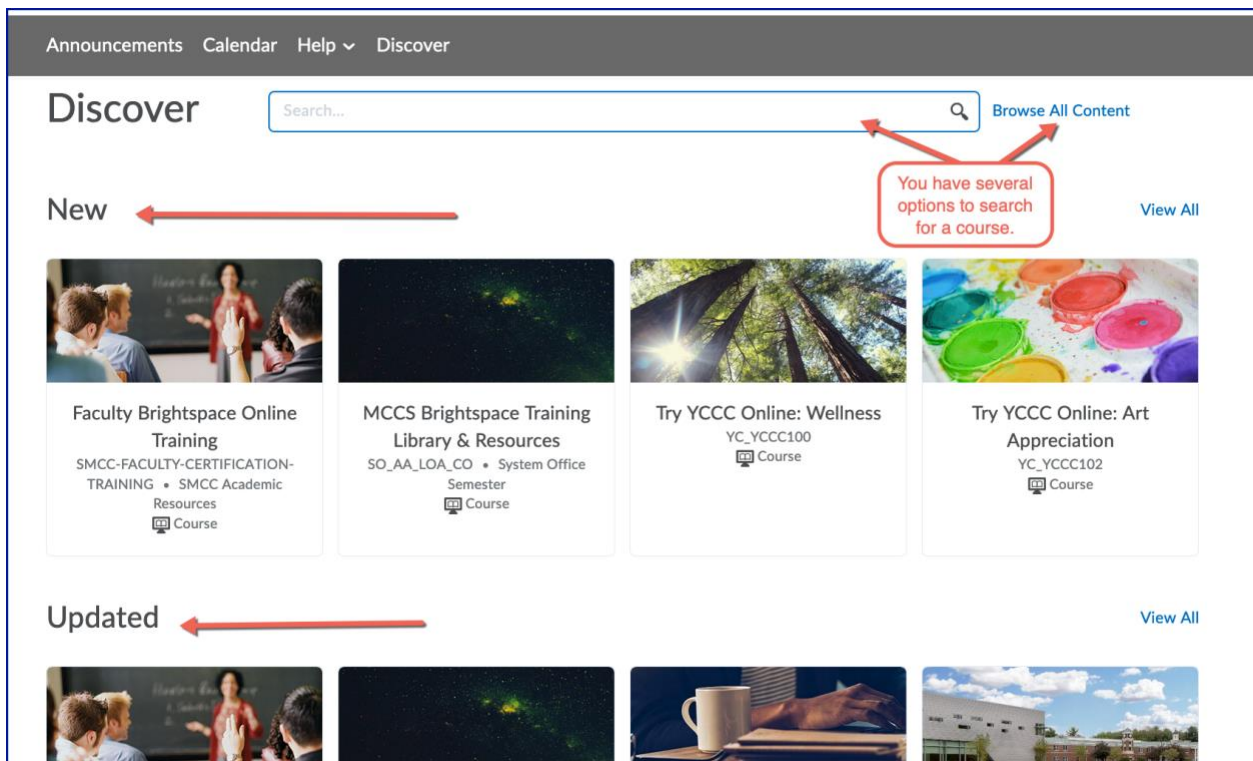 Announcements Calendar Help Discover
Discover
Search...
Browse All Content
You have several
options to search
for a course.
New
View All
Faculty Brightspace Online
Training
SMCC-FACULTY-CERTIFICATION-
TRAINING • SMCC Academic
Resources
Course
MCCS Brightspace Training
Library & Resources
SO_AA_LOA_CO • System Office
Semester
Course
Try YCCC Online: Wellness
YC_YCCC100
Course
Try YCCC Online: Art
Appreciation
YC_YCCC102
Course
Updated
View All